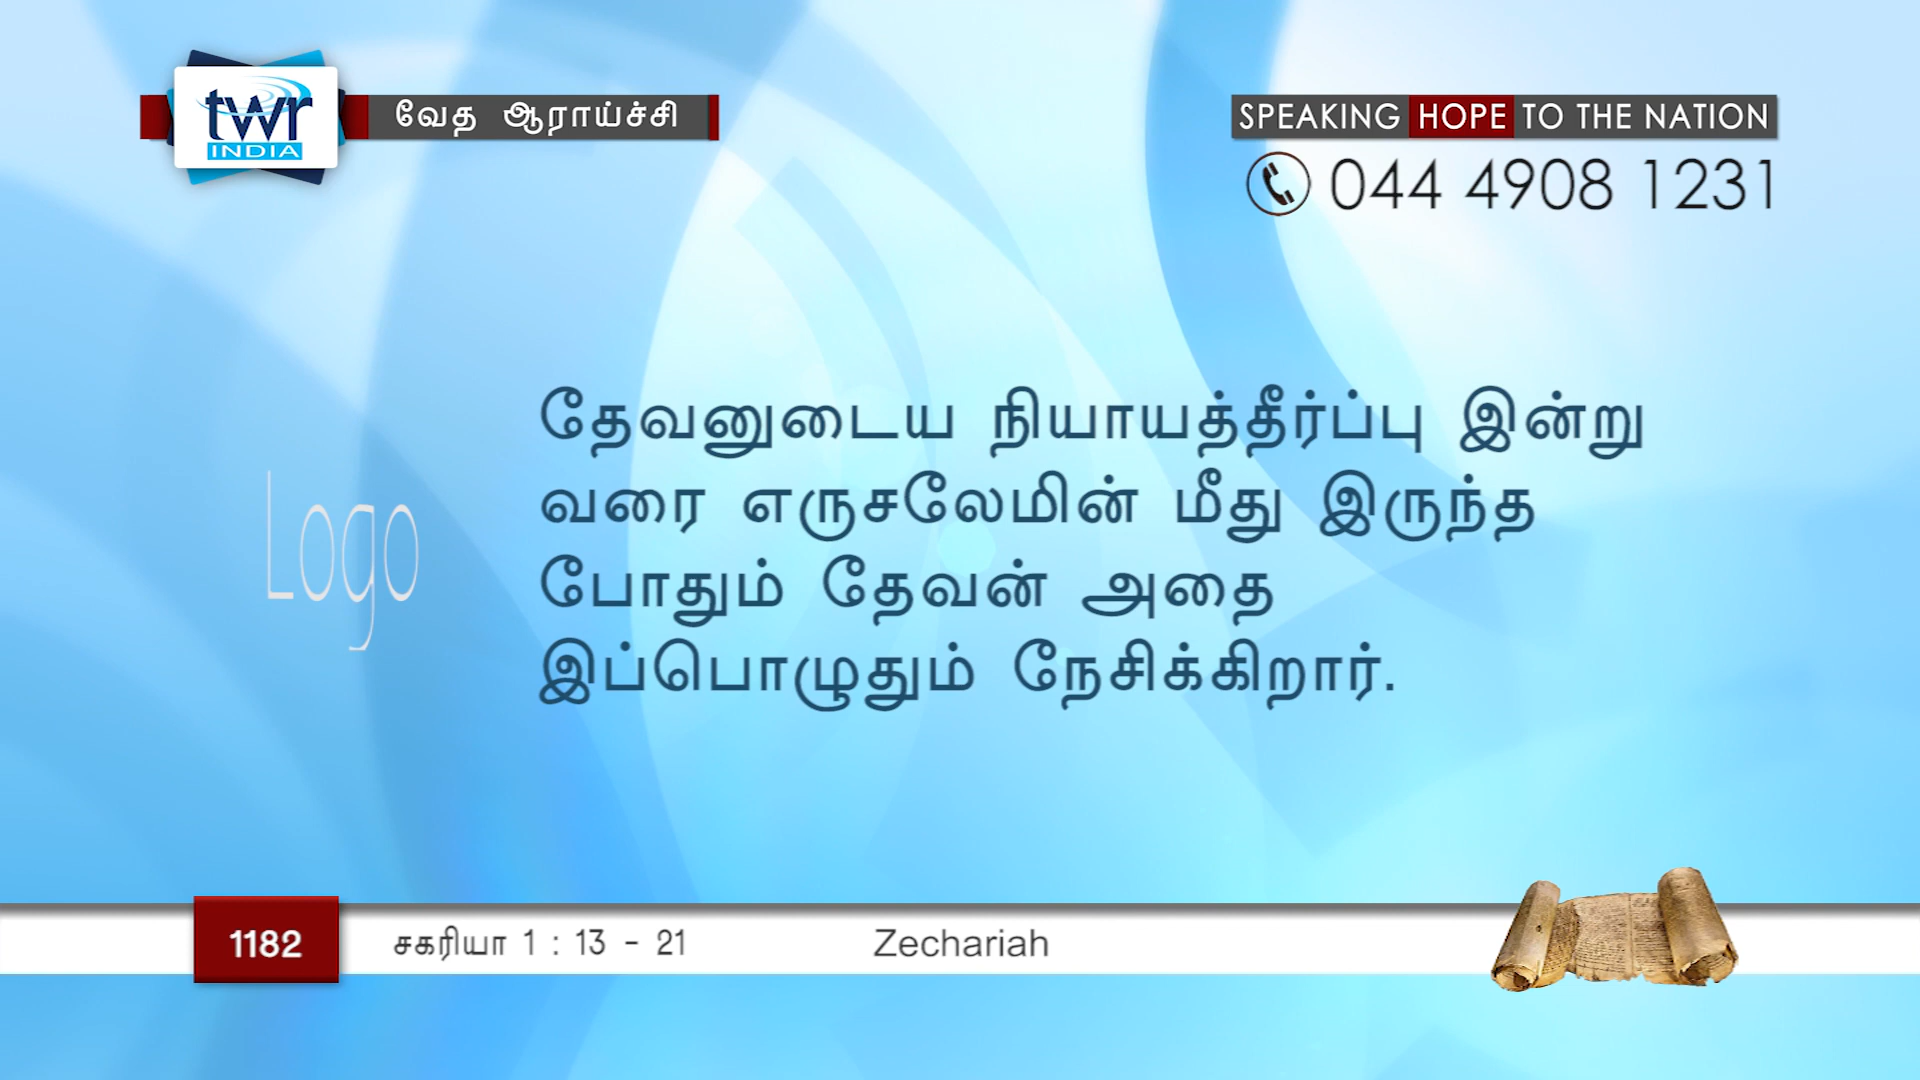 twr
INDIA
வேத ஆராய்ச்சி
SPEAKING HOPE TO THE NATION
044 4908 1231
தேவனுடைய நியாயத்தீர்ப்பு இன்று
வரை எருசலேமின் மீது இருந்த
போதும் தேவன் அதை
இப்பொழுதும் நேசிக்கிறார்.
Logo
1182
சகரியா 1 : 13 - 21
Zechariah